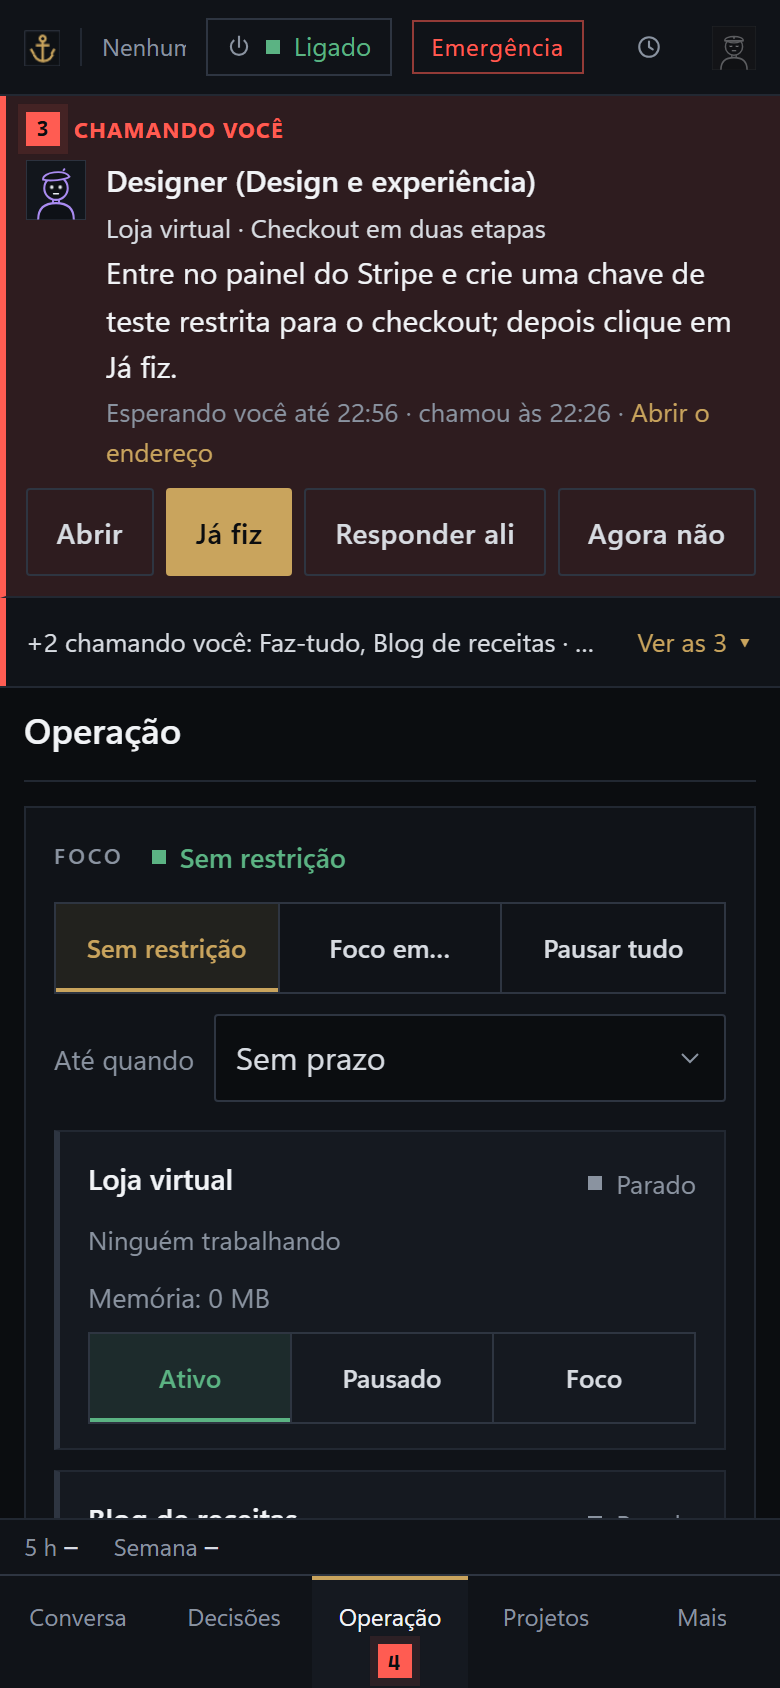 Nenhum
Ligado
Emergência
3 CHAMANDO VOCÊ
Designer (Design e experiência)
Loja virtual · Checkout em duas etapas
Entre no painel do Stripe e crie uma chave de
teste restrita para o checkout; depois clique em
Já fiz.
Esperando você até 22:56 · chamou às 22:26 · Abrir o
endereço
Abrir
Já fiz
Responder ali
Agora não
+2 chamando você: Faz-tudo, Blog de receitas · ...
Ver as 3 ▼
Operação
FOCO
Sem restrição
Sem restrição
Foco em...
Pausar tudo
Até quando
Sem prazo
Loja virtual
Parado
Ninguém trabalhando
Memória: 0 MB
Ativo
Pausado
Foco
Blog de receitas
5 h –
Semana –
Conversa
Decisões
Operação
4
Projetos
Mais